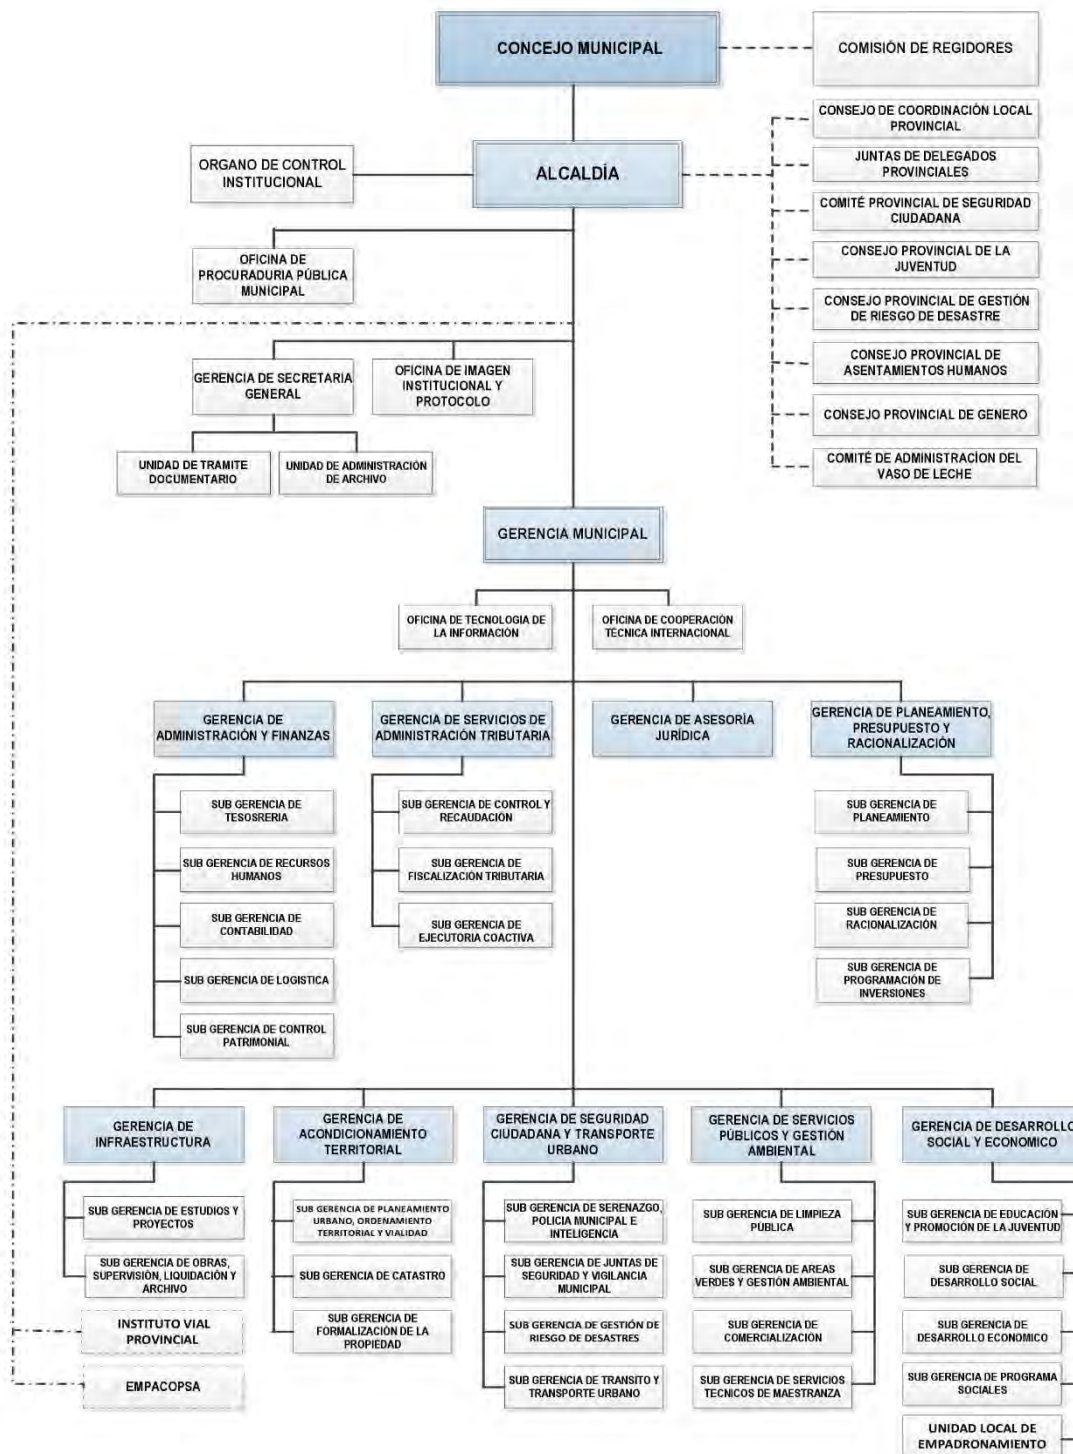 CONCEJO MUNICIPAL
COMISIÓN DE REGIDORES
CONSEJO DE COORDINACIÓN LOCAL
PROVINCIAL
ORGANO DE CONTROL
INSTITUCIONAL
ALCALDÍA
JUNTAS DE DELEGADOS
PROVINCIALES
COMITÉ PROVINCIAL DE SEGURIDAD
CIUDADANA
OFICINA DE
PROCURADURIA PÚBLICA
MUNICIPAL
CONSEJO PROVINCIAL DE LA
JUVENTUD
CONSEJO PROVINCIAL DE GESTIÓN
DE RIESGO DE DESASTRE
GERENCIA DE SECRETARIA
GENERAL
OFICINA DE IMAGEN
INSTITUCIONAL Y
PROTOCOLO
CONSEJO PROVINCIAL DE
ASENTAMIENTOS HUMANOS
CONSEJO PROVINCIAL DE GENERO
UNIDAD DE TRAMITE
DOCUMENTARIO
UNIDAD DE ADMINISTRACIÓN
DE ARCHIVO
COMITÉ DE ADMINISTRACÍON DEL
VASO DE LECHE
GERENCIA MUNICIPAL
OFICINA DE TECNOLOGIA DE
LA INFORMACIÓN
OFICINA DE COOPERACIÓN
TÉCNICA INTERNACIONAL
GERENCIA DE
ADMINISTRACIÓN Y FINANZAS
GERENCIA DE SERVICIOS DE
ADMINISTRACIÓN TRIBUTARIA
GERENCIA DE ASESORÍA
JURÍDICA
GERENCIA DE PLANEAMIENTO,
PRESUPUESTO Y
RACIONALIZACIÓN
SUB GERENCIA DE
TESOSRERIA
SUB GERENCIA DE RECURSOS
HUMANOS
SUB GERENCIA DE
CONTABILIDAD
SUB GERENCIA DE LOGISTICA
SUB GERENCIA DE CONTROL
PATRIMONIAL
SUB GERENCIA DE CONTROL Y
RECAUDACIÓN
SUB GERENCIA DE
FISCALIZACIÓN TRIBUTARIA
SUB GERENCIA DE
EJECUTORIA COACTIVA
SUB GERENCIA DE
PLANEAMIENTO
SUB GERENCIA DE
PRESUPUESTO
SUB GERENCIA DE
RACIONALIZACIÓN
SUB GERENCIA DE
PROGRAMACIÓN DE
INVERSIONES
GERENCIA DE
INFRAESTRUCTURA
GERENCIA DE
ACONDICIONAMIENTO
TERRITORIAL
GERENCIA DE SEGURIDAD
CIUDADANA Y TRANSPORTE
URBANO
GERENCIA DE SERVICIOS
PÚBLICOS Y GESTIÓN
AMBIENTAL
GERENCIA DE DESARROLLO
SOCIAL Y ECONOMICO
SUB GERENCIA DE ESTUDIOS Y
PROYECTOS
SUB GERENCIA DE OBRAS,
SUPERVISIÓN, LIQUIDACIÓN Y
ARCHIVO
INSTITUTO VIAL
PROVINCIAL
EMPACOPSA
SUB GERENCIA DE PLANEAMIENTO
URBANO, ORDENAMIENTO
TERRITORIAL Y VIALIDAD
SUB GERENCIA DE CATASTRO
SUB GERENCIA DE
FORMALIZACIÓN DE LA
PROPIEDAD
SUB GERENCIA DE SERENAZGO,
POLICIA MUNICIPAL E
INTELIGENCIA
SUB GERENCIA DE JUNTAS DE
SEGURIDAD Y VIGILANCIA
MUNICIPAL
SUB GERENCIA DE GESTIÓN DE
RIESGO DE DESASTRES
SUB GERENCIA DE TRANSITO Y
TRANSPORTE URBANO
SUB GERENCIA DE LIMPIEZA
PÚBLICA
SUB GERENCIA DE AREAS
VERDES Y GESTIÓN AMBIENTAL
SUB GERENCIA DE
COMERCIALIZACIÓN
SUB GERENCIA DE SERVICIOS
TECNICOS DE MAESTRANZA
SUB GERENCIA DE EDUCACIÓN
Y PROMOCIÓN DE LA JUVENTUD
SUB GERENCIA DE
DESARROLLO SOCIAL
SUB GERENCIA DE
DESARROLLO ECONOMICO
SUB GERENCIA DE PROGRAMA
SOCIALES
UNIDAD LOCAL DE
EMPADRONAMIENTO